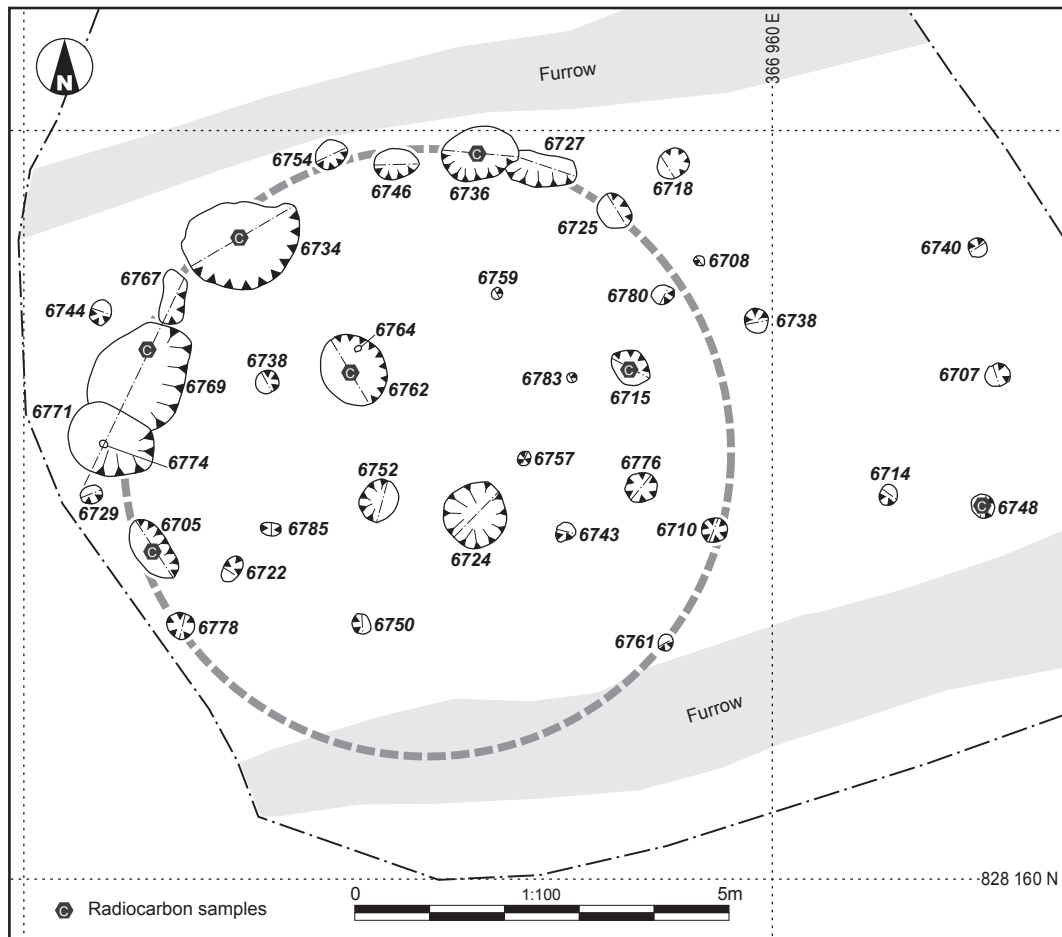 N
Furrow
366 960 E
6754
6746
6736
6727
6718
6725
6734
6708
6740
6767
6759
6780
6744
6764
6738
6738
6769
6762
6783
6715
6707
6771
6774
6752
6757
6776
6714
6729
6748
6705
6785
6724
6743
6710
6722
6778
6750
6761
Furrow
C
C
C
C
C
C
C
828 160 N
C Radiocarbon samples
0 1:100 5m